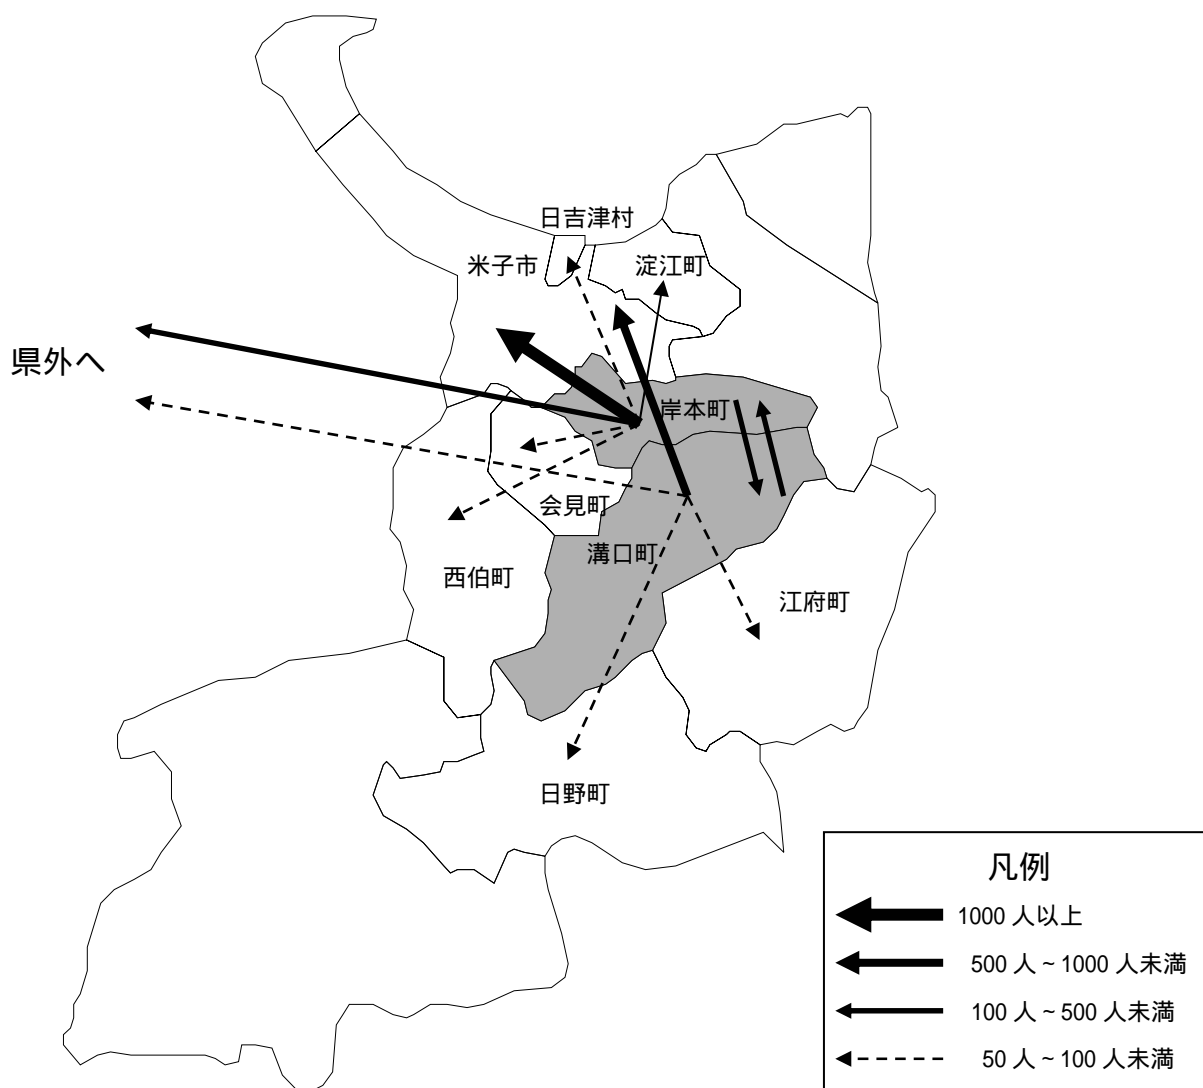 日吉津村
米子市
淀江町
県外へ
岸本町
会見町
溝口町
西伯町
江府町
日野町
凡例
1000 人以上
500 人~1000 人未満
100 人~500 人未満
50 人~100 人未満